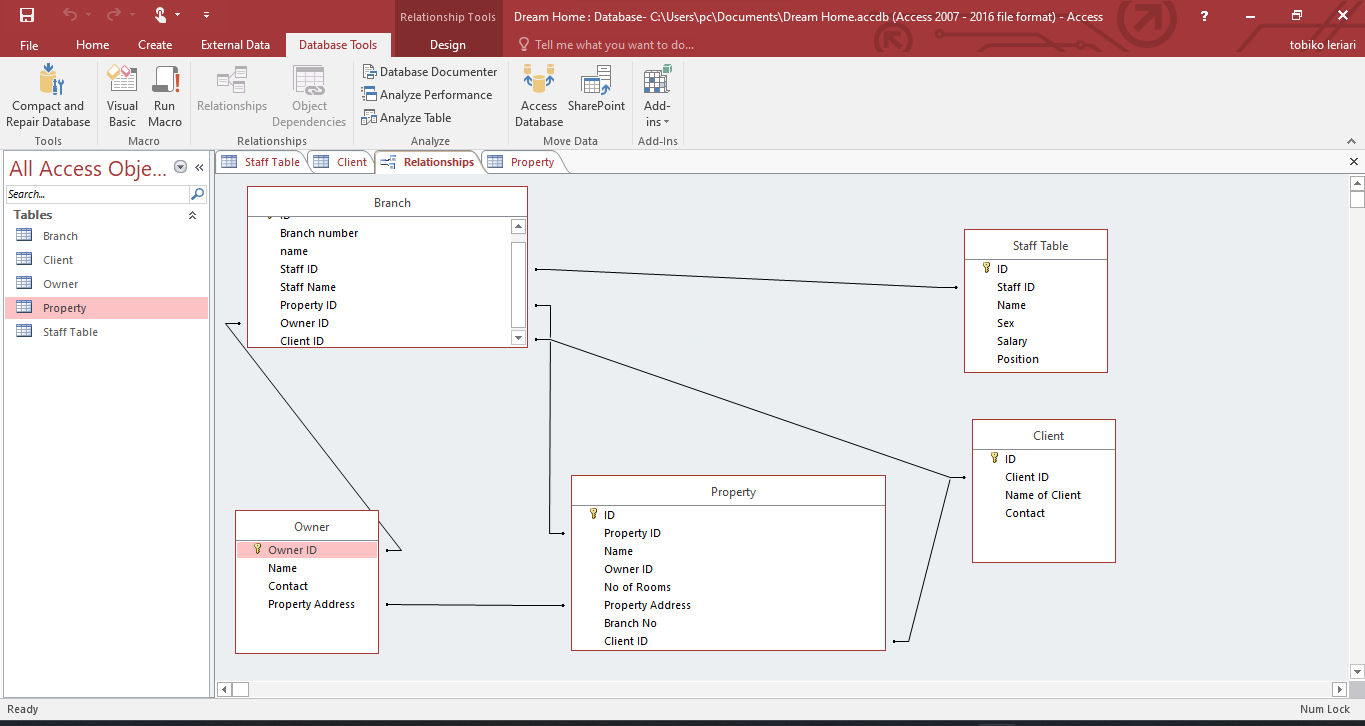 Relationship Tools
Dream Home : Database- C:\Users\pc\Documents\Dream Home.accdb (Access 2007 - 2016 file format) - Access
?
File
Home
Create
External Data
Database Tools
Design
Tell me what you want to do...
tobiko leriari
Compact and
Repair Database
Visual
Basic
Run
Macro
Relationships
Object
Dependencies
Database Documenter
Analyze Performance
Analyze Table
Access
Database
SharePoint
Add-
ins
Tools
Macro
Relationships
Analyze
Move Data
Add-Ins
All Access Obje...
Search...
Tables
Branch
Client
Owner
Property
Staff Table
Staff Table
Client
Relationships
Property
Branch
ID
Branch number
name
Staff ID
Staff Name
Property ID
Owner ID
Client ID
Staff Table
ID
Staff ID
Name
Sex
Salary
Position
Client
ID
Client ID
Name of Client
Contact
Property
ID
Property ID
Name
Owner ID
No of Rooms
Property Address
Branch No
Client ID
Owner
Owner ID
Name
Contact
Property Address
Ready
Num Lock